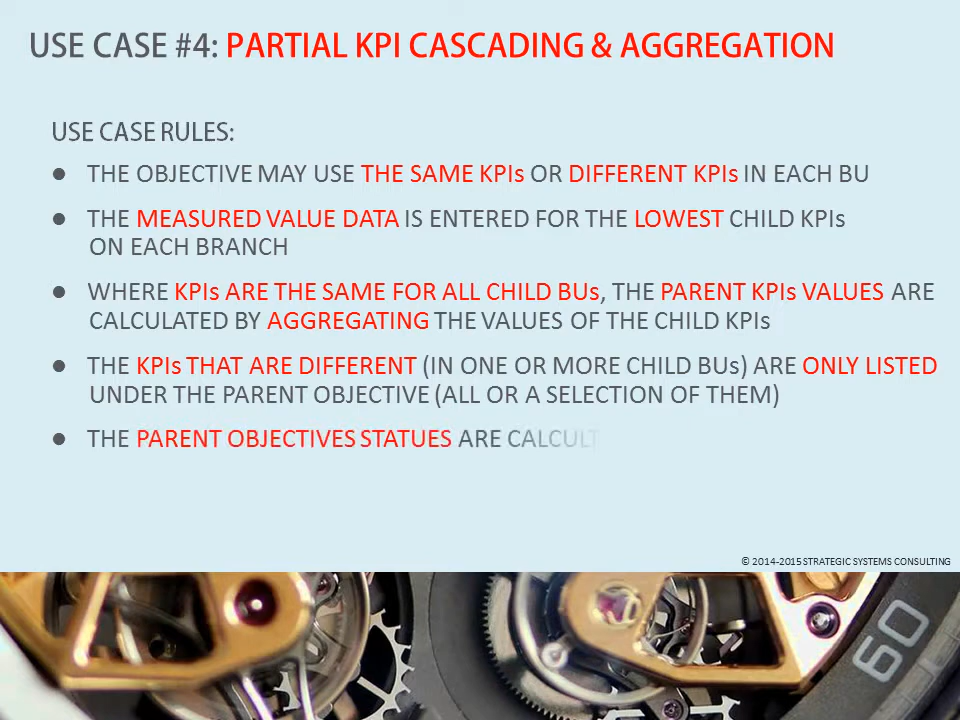 USE CASE #4: PARTIAL KPI CASCADING & AGGREGATION
USE CASE RULES:
● THE OBJECTIVE MAY USE THE SAME KPIs OR DIFFERENT KPIs IN EACH BU
● THE MEASURED VALUE DATA IS ENTERED FOR THE LOWEST CHILD KPIs
ON EACH BRANCH
● WHERE KPIs ARE THE SAME FOR ALL CHILD BUs, THE PARENT KPIs VALUES ARE
CALCULATED BY AGGREGATING THE VALUES OF THE CHILD KPIs
● THE KPIs THAT ARE DIFFERENT (IN ONE OR MORE CHILD BUs) ARE ONLY LISTED
UNDER THE PARENT OBJECTIVE (ALL OR A SELECTION OF THEM)
● THE PARENT OBJECTIVES STATUES ARE CALCULT
© 2014-2015 STRATEGIC SYSTEMS CONSULTING
60